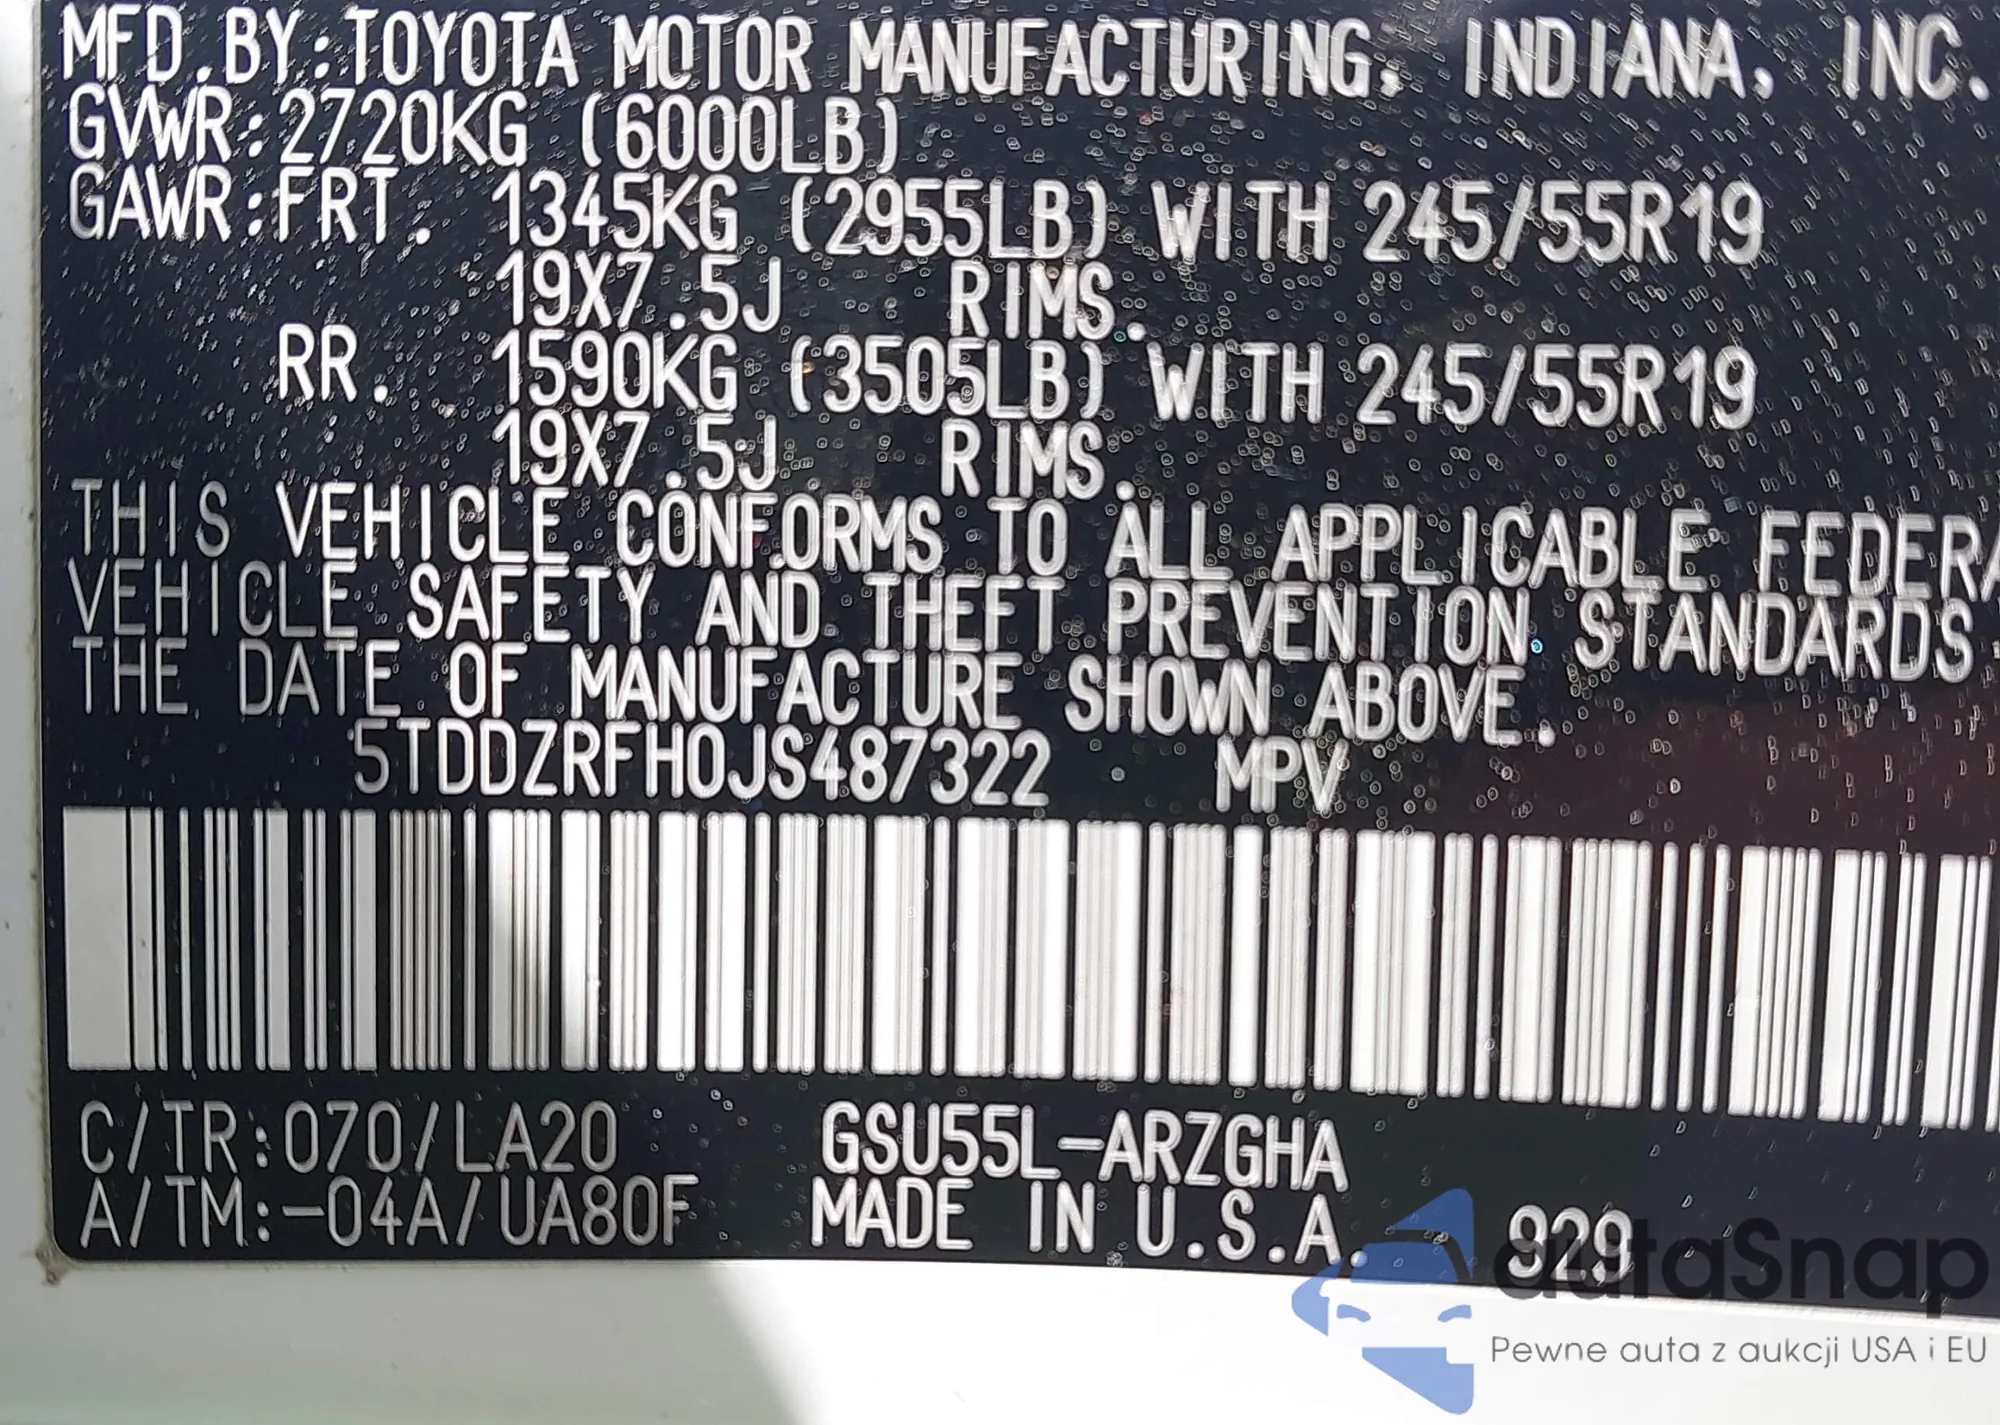 MFD.BY:TOYOTA MOTOR MANUFACTURING, INDIANA, INC.
GVWR:2720KG (6000LB)
GAWR:FRT. 1345KG (2955LB) WITH 245/55R19
19X7.5J RIMS.
RR. 1590KG (3505LB) WITH 245/55R19
19X7.5J RIMS.
THIS VEHICLE CONFORMS TO ALL APPLICABLE FEDERA
VEHICLE SAFETY AND THEFT PREVENTION STANDARDS
THE DATE OF MANUFACTURE SHOWN ABOVE.
5TDDZRFH0JS487322 MPV
C/TR:070/LA20 GSU55L-ARZGHA
A/TM:-04A/UA80F MADE IN U.S.A. 929
autaSnap
Pewne auta z aukcji USA i EU